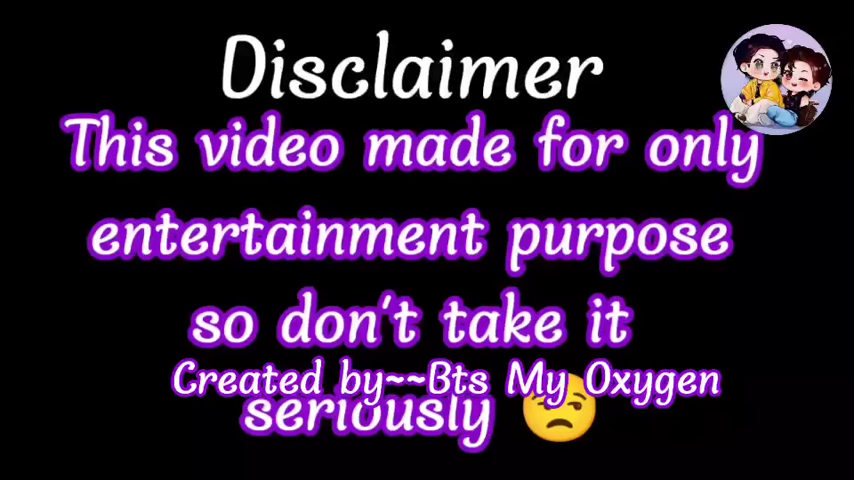 Disclaimer
This video made for only
entertainment purpose
so don't take it
Created by~~Bts My Oxygen
seriously 😒